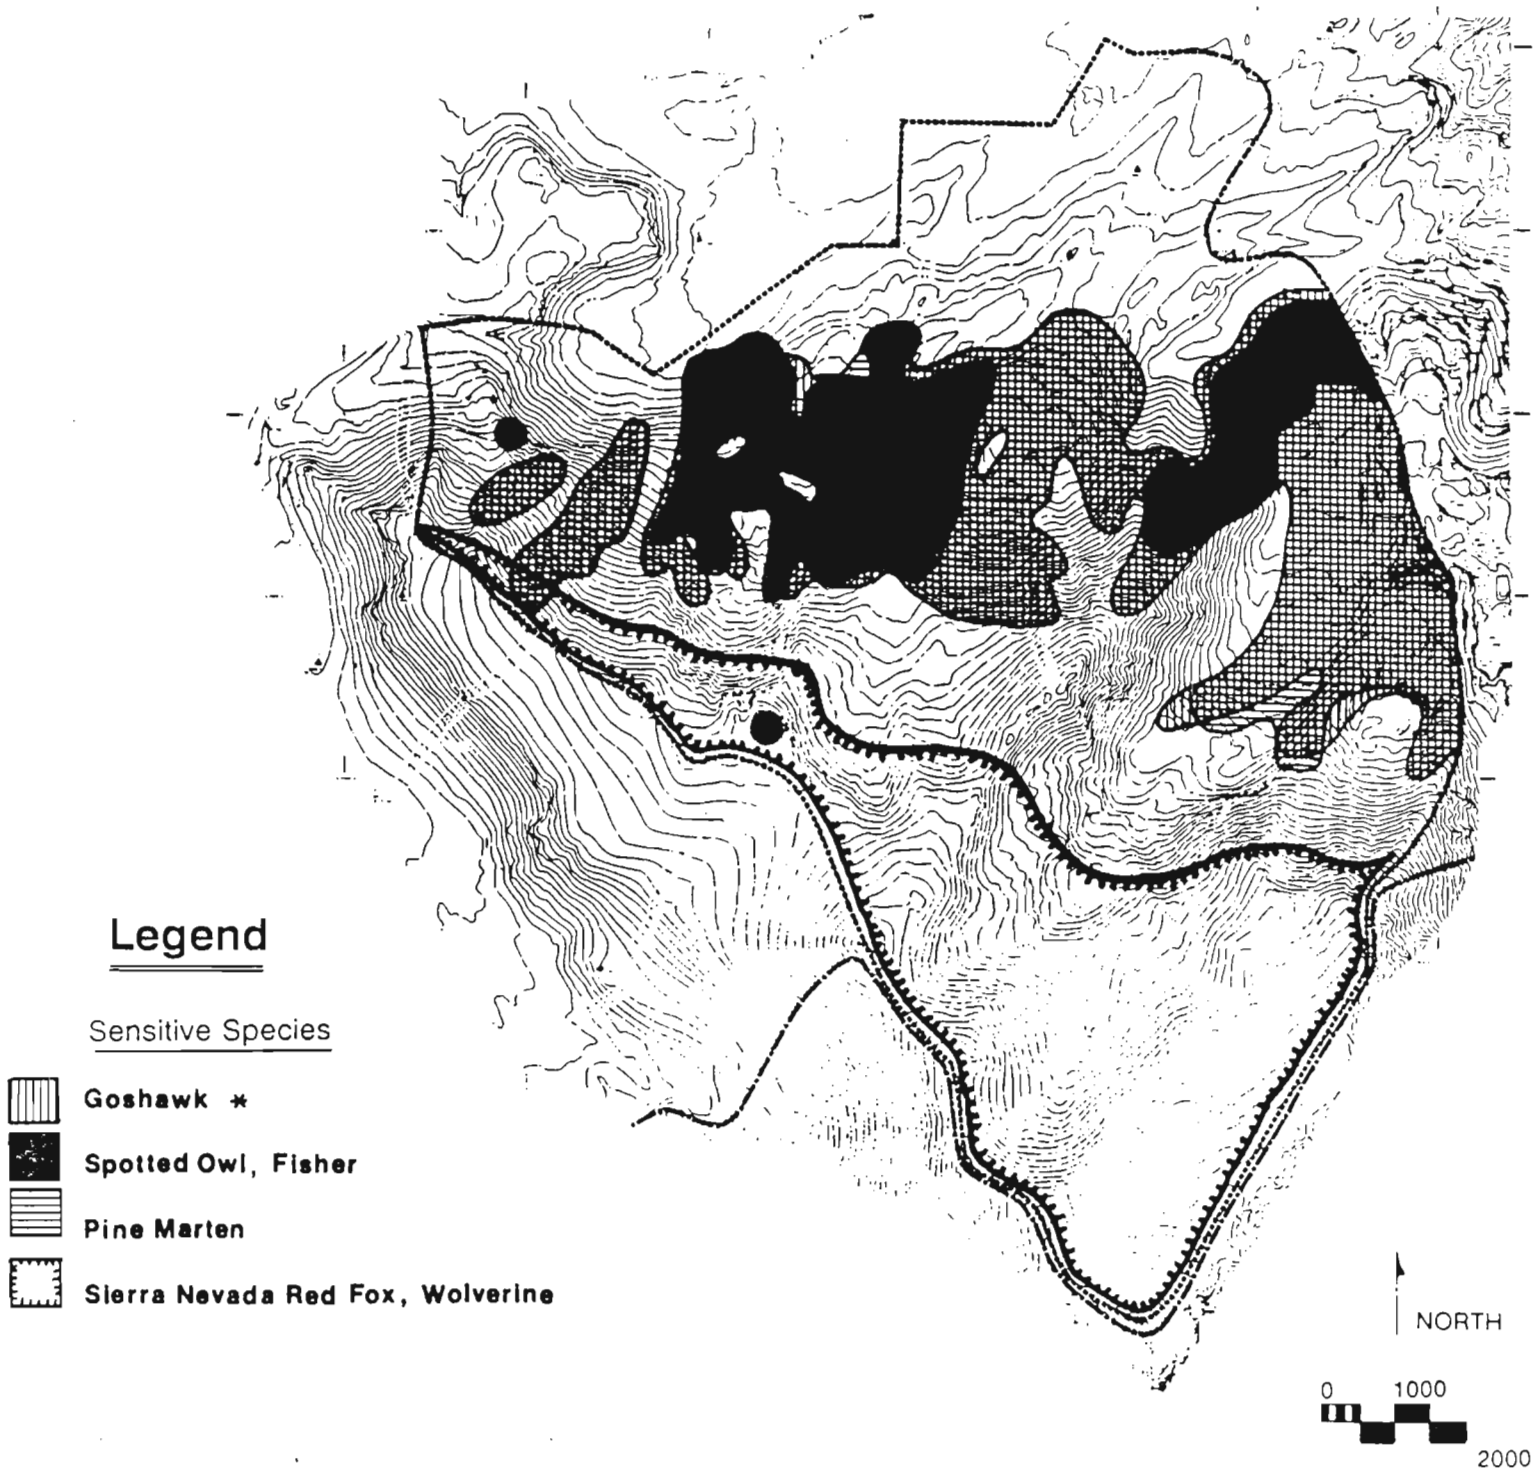 Legend
Sensitive Species
Goshawk *
Spotted Owl, Fisher
Pine Marten
Sierra Nevada Red Fox, Wolverine
NORTH
0 1000
2000